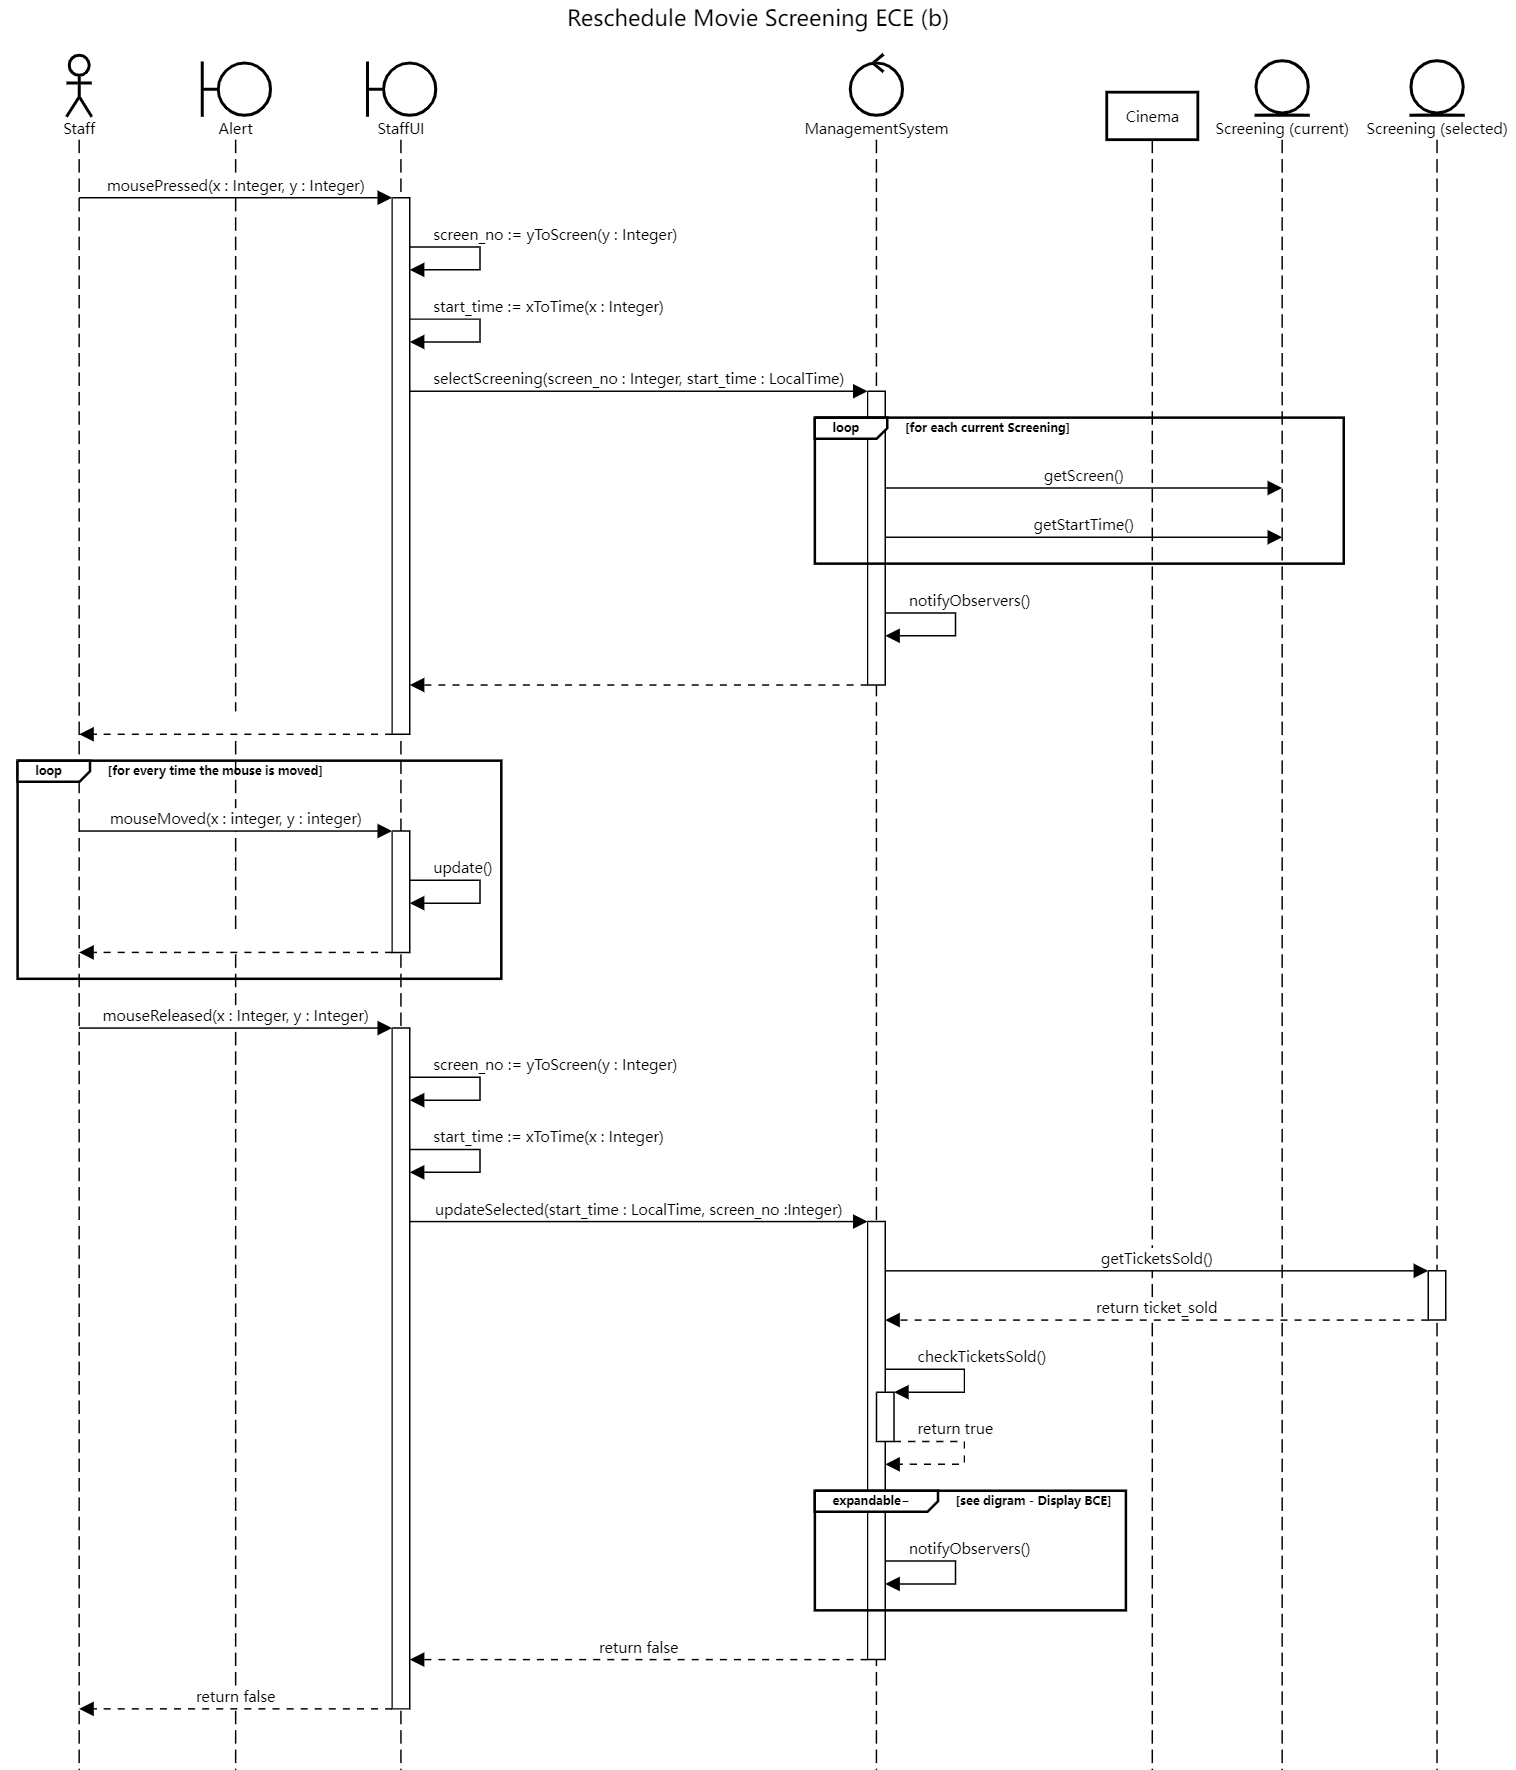 Reschedule Movie Screening ECE (b)
Staff
Alert
StaffUI
ManagementSystem
Cinema
Screening (current)
Screening (selected)
mousePressed(x : Integer, y : Integer)
screen_no := yToScreen(y : Integer)
start_time := xToTime(x : Integer)
selectScreening(screen_no : Integer, start_time : LocalTime)
loop [for each current Screening]
getScreen()
getStartTime()
notifyObservers()
loop [for every time the mouse is moved]
mouseMoved(x : integer, y : integer)
update()
mouseReleased(x : Integer, y : Integer)
screen_no := yToScreen(y : Integer)
start_time := xToTime(x : Integer)
updateSelected(start_time : LocalTime, screen_no :Integer)
getTicketsSold()
return ticket_sold
checkTicketsSold()
return true
expandable− [see digram - Display BCE]
notifyObservers()
return false
return false